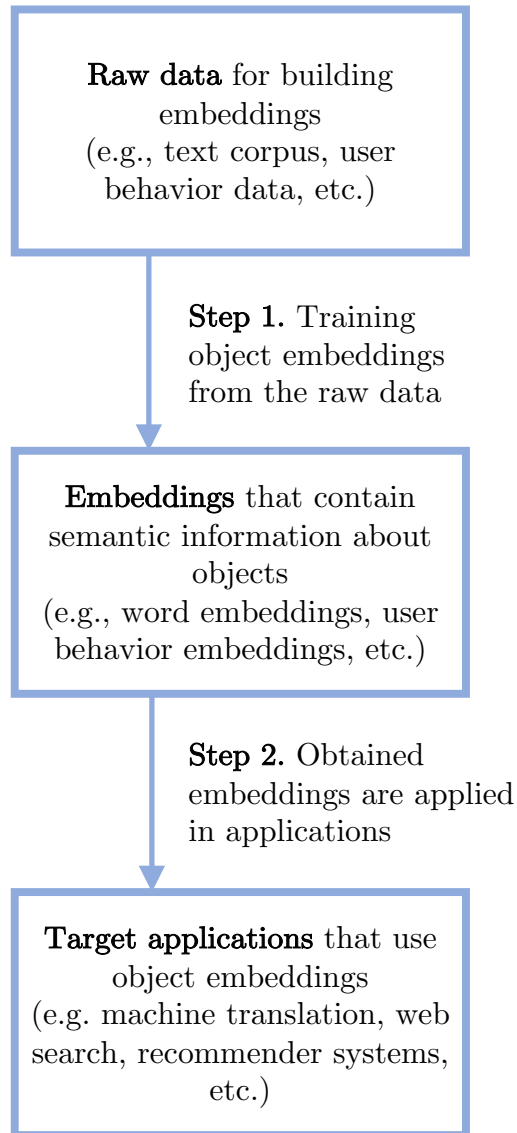 Raw data for building
embeddings
(e.g., text corpus, user
behavior data, etc.)
Step 1. Training
object embeddings
from the raw data
Embeddings that contain
semantic information about
objects
(e.g., word embeddings, user
behavior embeddings, etc.)
Step 2. Obtained
embeddings are applied
in applications
Target applications that use
object embeddings
(e.g. machine translation, web
search, recommender systems,
etc.)